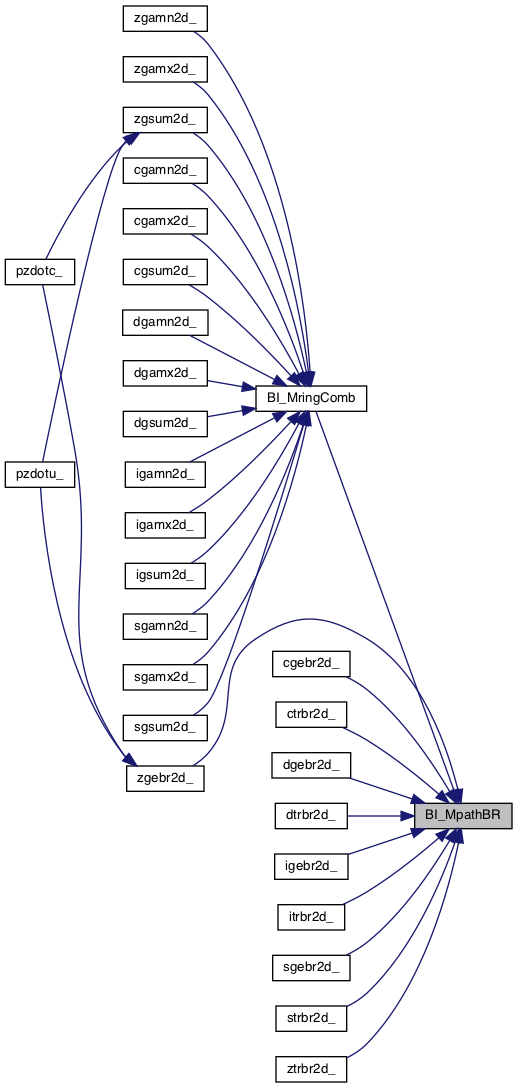 zgamn2d_
zgamx2d_
zgsum2d_
cgamn2d_
cgamx2d_
pzdotc_
cgsum2d_
dgamn2d_
dgamx2d_
BI_MringComb
dgsum2d_
pzdotu_
igamn2d_
igamx2d_
igsum2d_
sgamn2d_
cgebr2d_
sgamx2d_
ctrbr2d_
sgsum2d_
dgebr2d_
zgebr2d_
dtrbr2d_
BI_MpathBR
igebr2d_
itrbr2d_
sgebr2d_
strbr2d_
ztrbr2d_